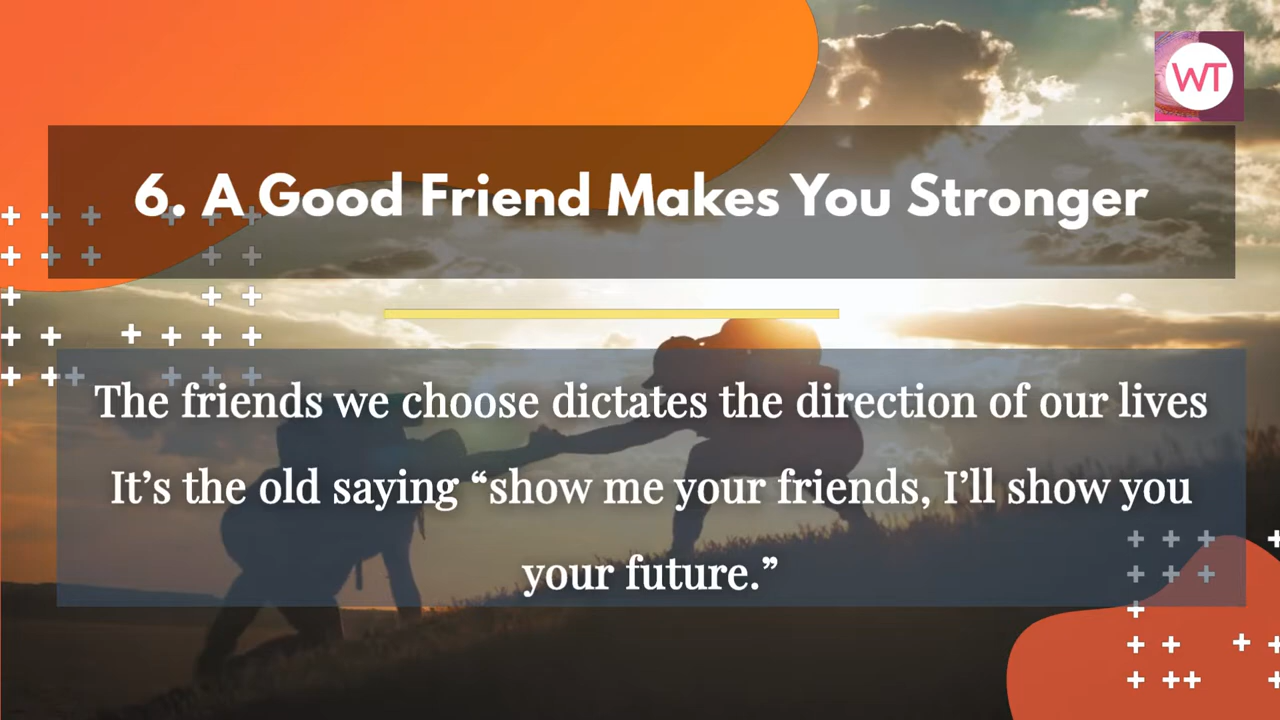 WT
6. A Good Friend Makes You Stronger
The friends we choose dictates the direction of our lives
It’s the old saying “show me your friends, I’ll show you
your future.”